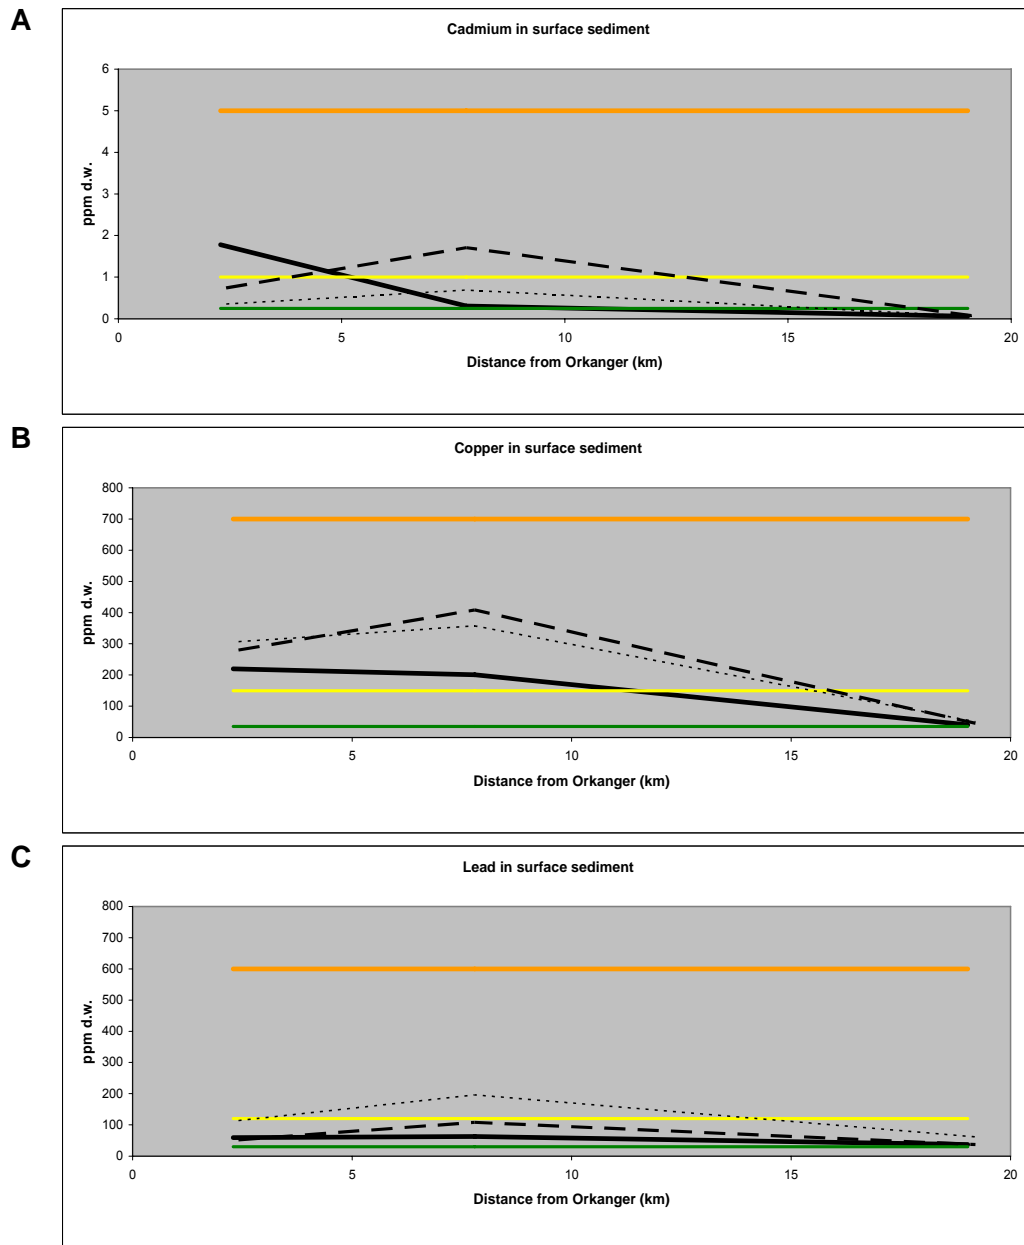 A
Cadmium in surface sediment
6
5
4
3
2
1
0
ppm d.w.
0 5 10 15 20
Distance from Orkanger (km)
B
Copper in surface sediment
800
700
600
500
400
300
200
100
0
ppm d.w.
0 5 10 15 20
Distance from Orkanger (km)
C
Lead in surface sediment
800
700
600
500
400
300
200
100
0
ppm d.w.
0 5 10 15 20
Distance from Orkanger (km)